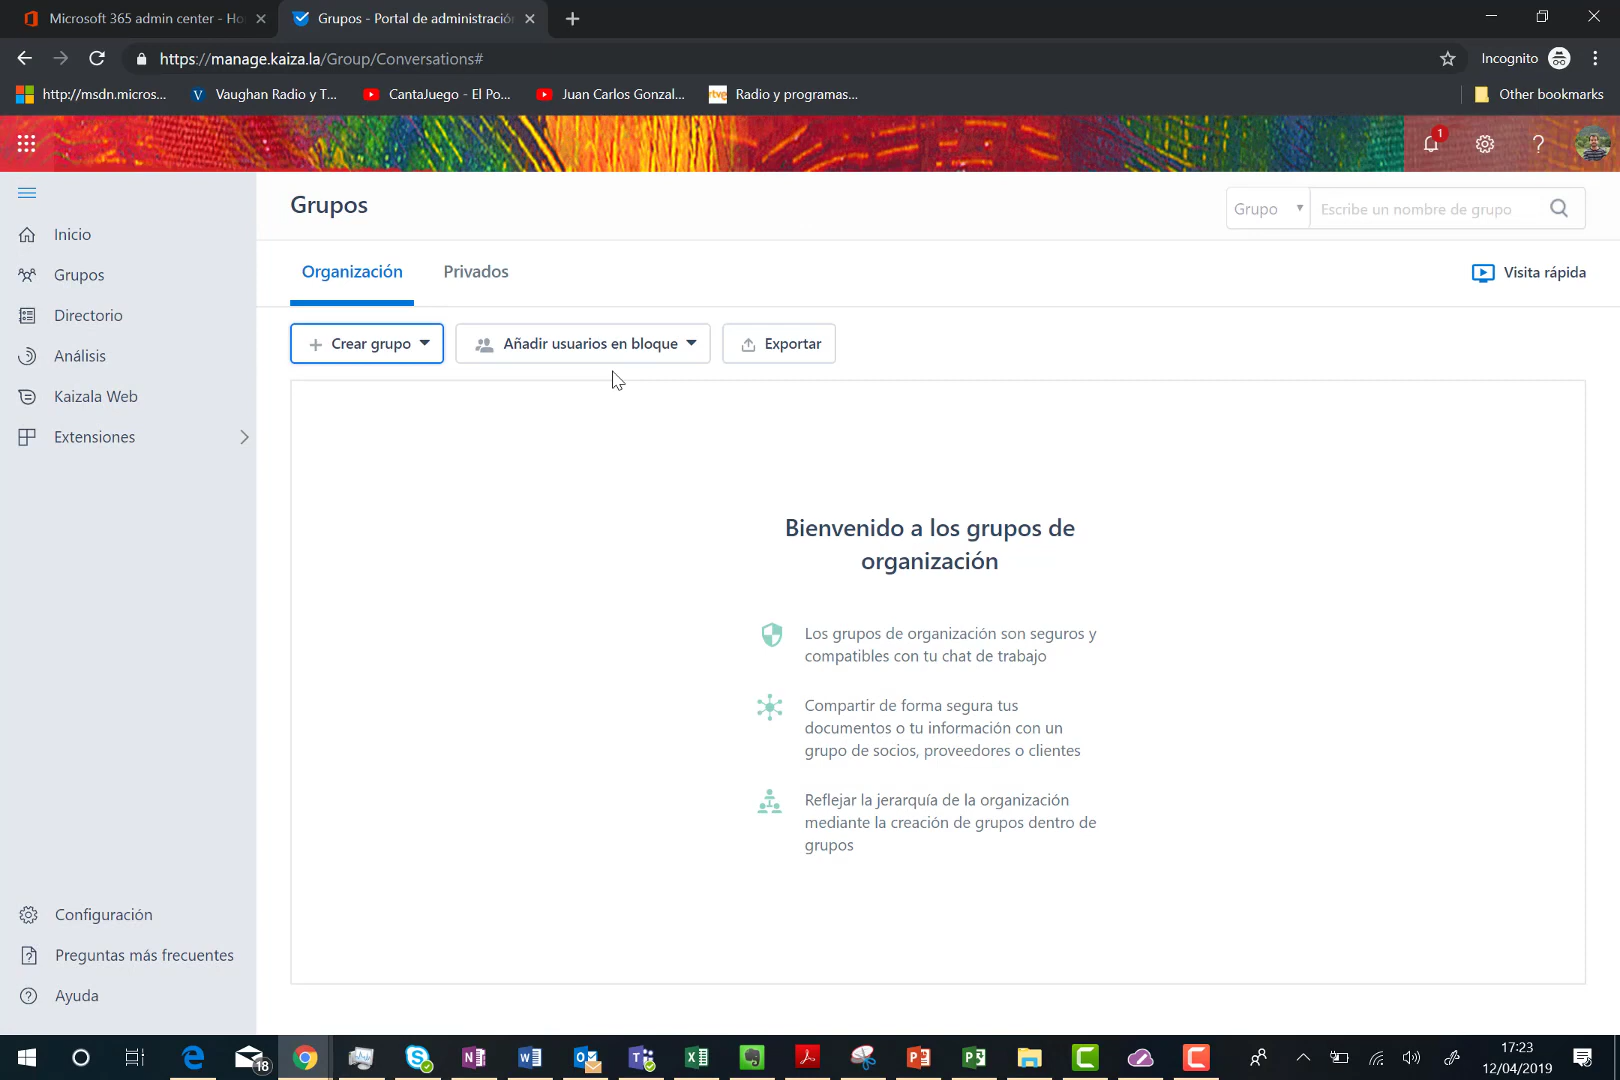 Microsoft 365 admin center - Ho
Grupos - Portal de administració
https://manage.kaiza.la/Group/Conversations#
Incognito
http://msdn.micros...
Vaughan Radio y T...
CantaJuego - El Po...
Juan Carlos Gonzal...
rtve
Radio y programas...
Other bookmarks
1
Grupos
Grupo
Escribe un nombre de grupo
Inicio
Grupos
Directorio
Análisis
Kaizala Web
Extensiones
Organización
Privados
Visita rápida
Crear grupo
Añadir usuarios en bloque
Exportar
Bienvenido a los grupos de
organización
Los grupos de organización son seguros y
compatibles con tu chat de trabajo
Compartir de forma segura tus
documentos o tu información con un
grupo de socios, proveedores o clientes
Reflejar la jerarquía de la organización
mediante la creación de grupos dentro de
grupos
Configuración
Preguntas más frecuentes
Ayuda
18
17:23
12/04/2019